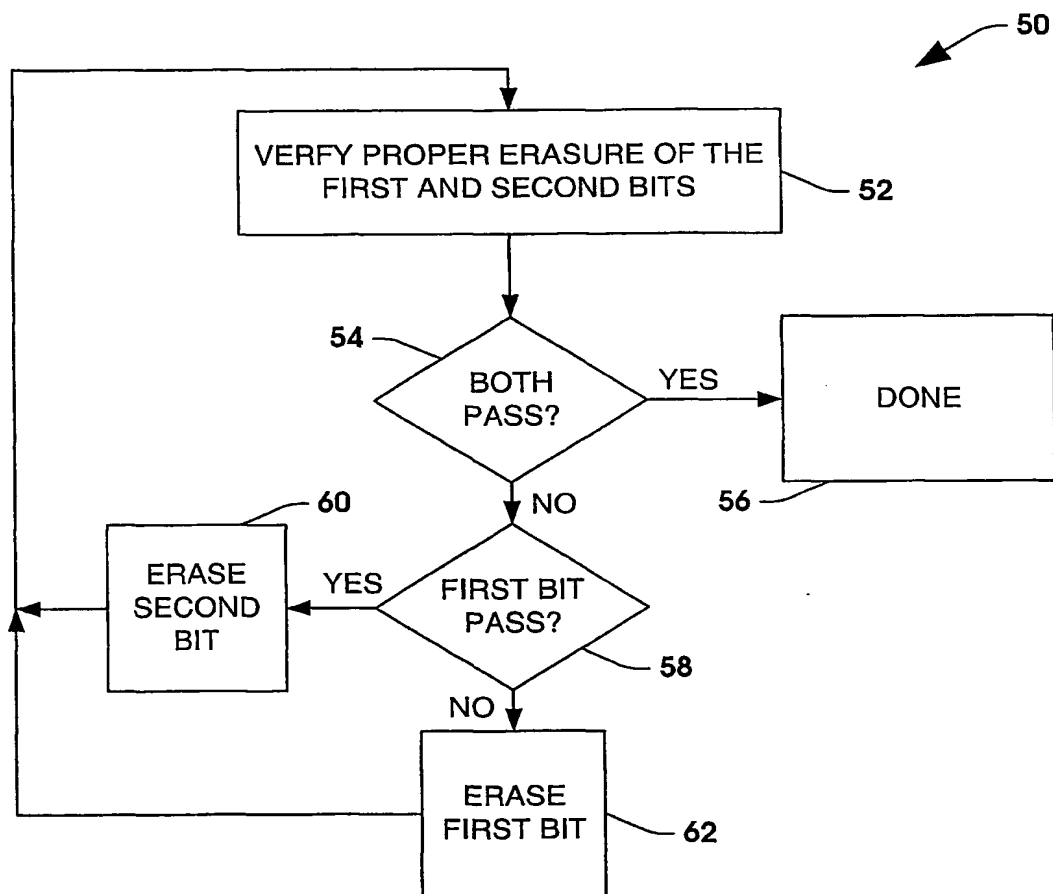 50
VERFY PROPER ERASURE OF THE
FIRST AND SECOND BITS
52
54
BOTH
PASS?
YES
DONE
56
NO
60
ERASE
SECOND
BIT
YES
FIRST BIT
PASS?
58
NO
ERASE
FIRST BIT
62